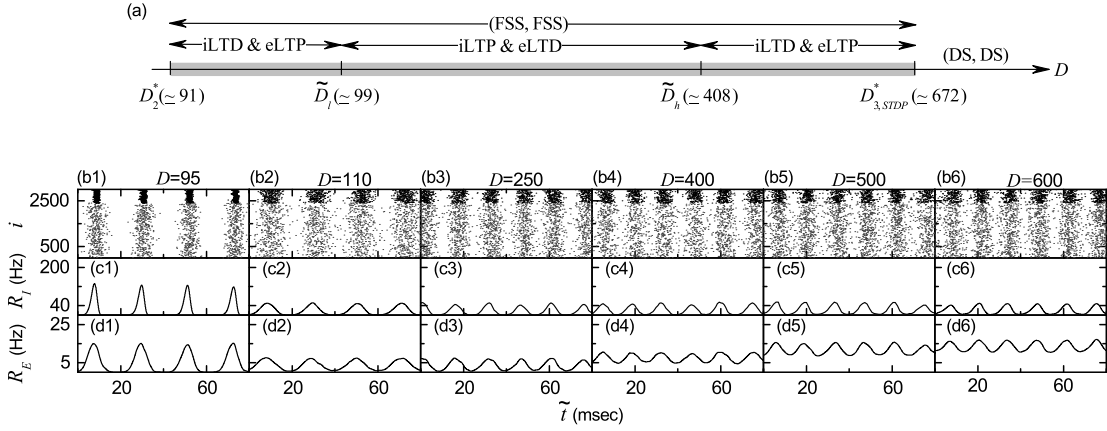 (a)
(FSS, FSS)
iLTD & eLTP iLTP & eLTD iLTD & eLTP
(DS, DS)
D
D*2 (≃ 91) D̃l (≃ 99) D̃h (≃ 408) D*3,STDP (≃ 672)
(b1) D=95 (b2) D=110 (b3) D=250 (b4) D=400 (b5) D=500 (b6) D=600
2500
i
500
(c1) (c2) (c3) (c4) (c5) (c6)
200
RI (Hz)
40
(d1) (d2) (d3) (d4) (d5) (d6)
25
RE (Hz)
5
20 60 20 60 20 60 20 60 20 60 20 60
t̃ (msec)